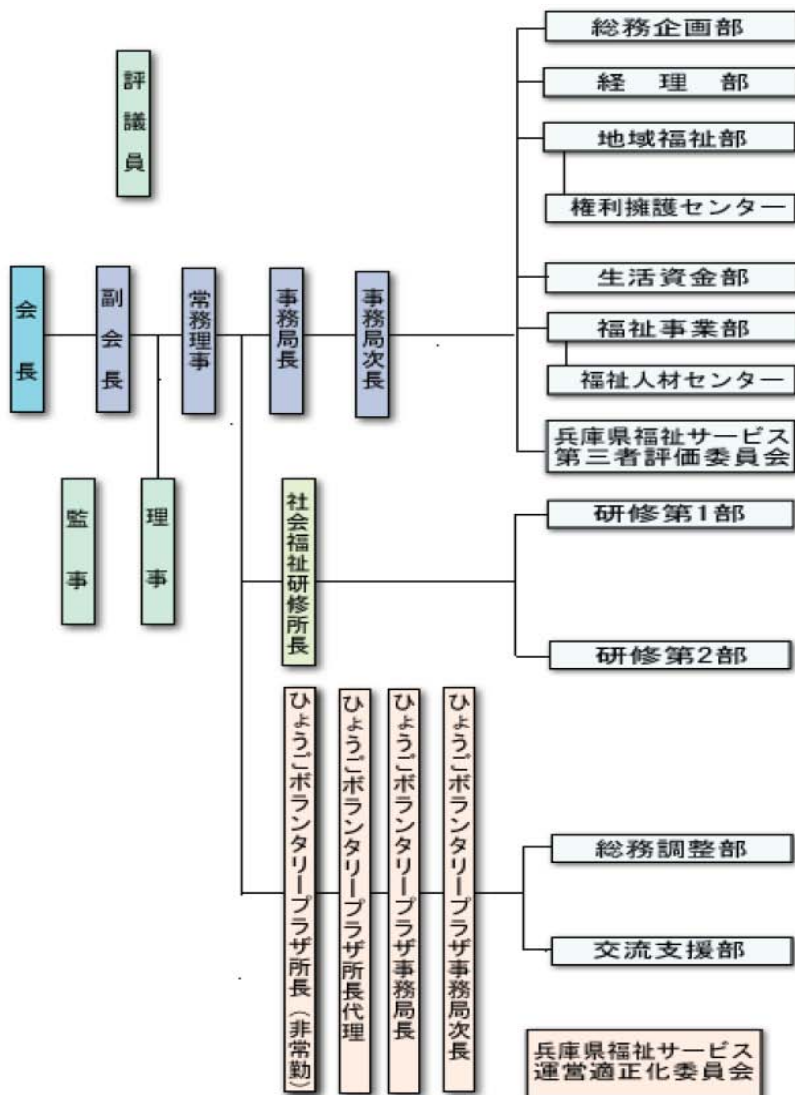 評議員
会長
副会長
常務理事
事務局長
事務局次長
監事
理事
総務企画部
経理部
地域福祉部
権利擁護センター
生活資金部
福祉事業部
福祉人材センター
兵庫県福祉サービス
第三者評価委員会
社会福祉研修所長
研修第1部
研修第2部
ひょうごボランタリープラザ所長（非常勤）
ひょうごボランタリープラザ所長代理
ひょうごボランタリープラザ事務局長
ひょうごボランタリープラザ事務局次長
総務調整部
交流支援部
兵庫県福祉サービス
運営適正化委員会